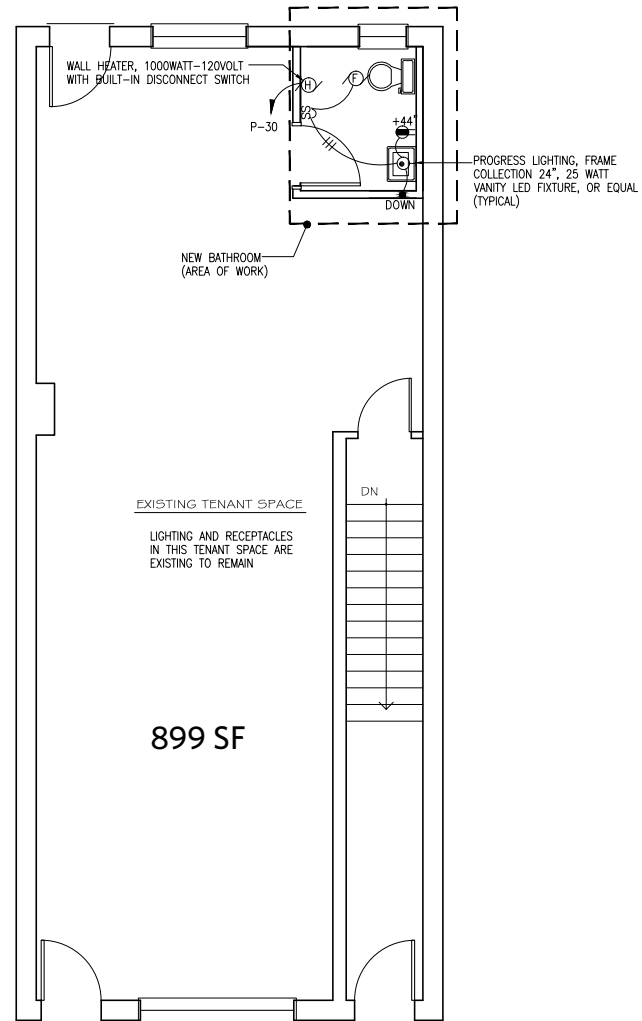 WALL HEATER, 1000WATT-120VOLT
WITH BUILT-IN DISCONNECT SWITCH
H
F
P-30
SS
+44"
PROGRESS LIGHTING, FRAME
COLLECTION 24", 25 WATT
VANITY LED FIXTURE, OR EQUAL
(TYPICAL)
DOWN
NEW BATHROOM
(AREA OF WORK)
DN
EXISTING TENANT SPACE
LIGHTING AND RECEPTACLES
IN THIS TENANT SPACE ARE
EXISTING TO REMAIN
899 SF